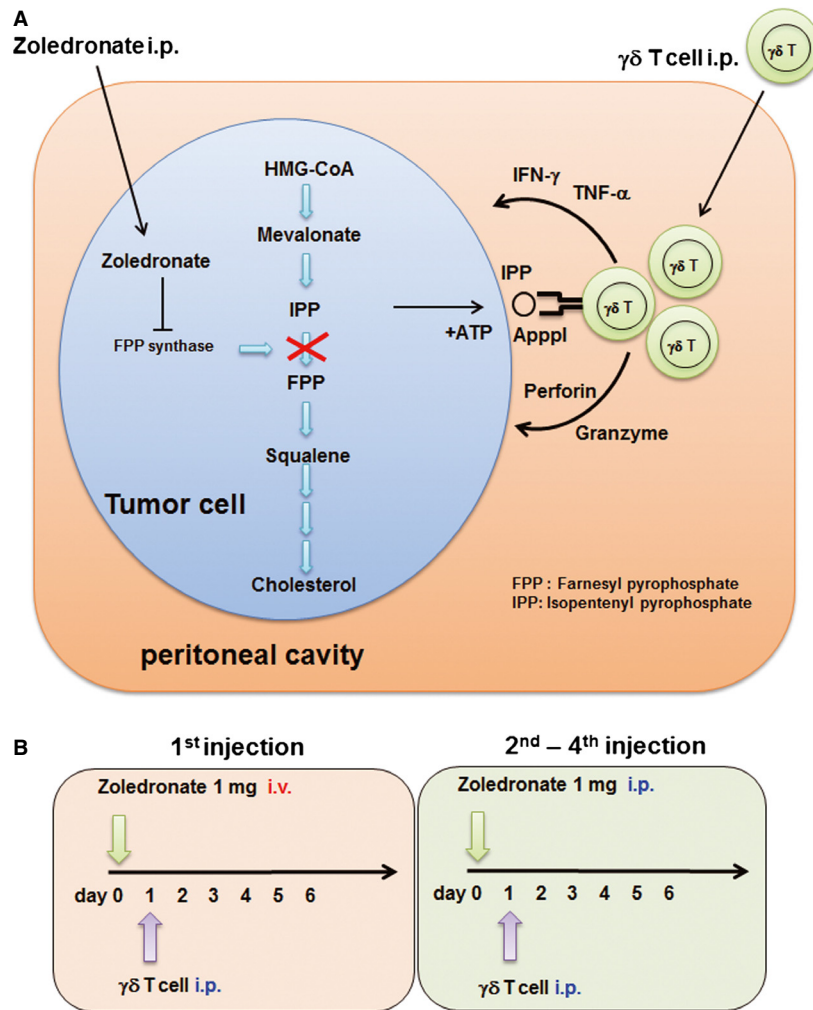 A
Zoledronate i.p.
γδ T cell i.p.
γδ T
HMG-CoA
Mevalonate
Zoledronate
IPP
FPP synthase
FPP
Squalene
Cholesterol
Tumor cell
+ATP
IFN-γ
TNF-α
IPP
ApppI
γδ T
γδ T
γδ T
Perforin
Granzyme
FPP : Farnesyl pyrophosphate
IPP: Isopentenyl pyrophosphate
peritoneal cavity
B
1st injection
Zoledronate 1 mg i.v.
day 0 1 2 3 4 5 6
γδ T cell i.p.
2nd – 4th injection
Zoledronate 1 mg i.p.
day 0 1 2 3 4 5 6
γδ T cell i.p.